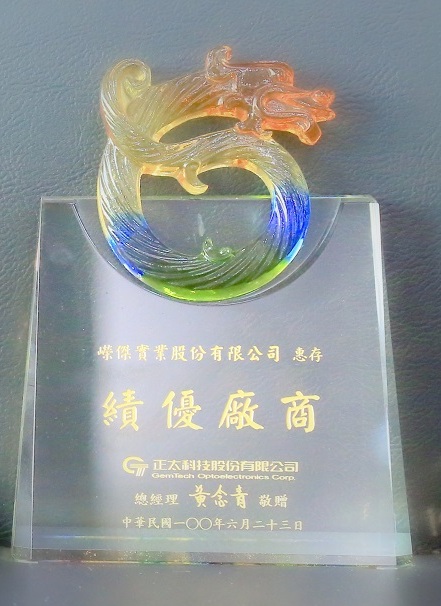 嶸傑實業股份有限公司 惠存
績優廠商
GT 正太科技股份有限公司
GemTech Optoelectronics Corp.
總經理 黃念青 敬贈
中華民國一〇〇年六月二十三日